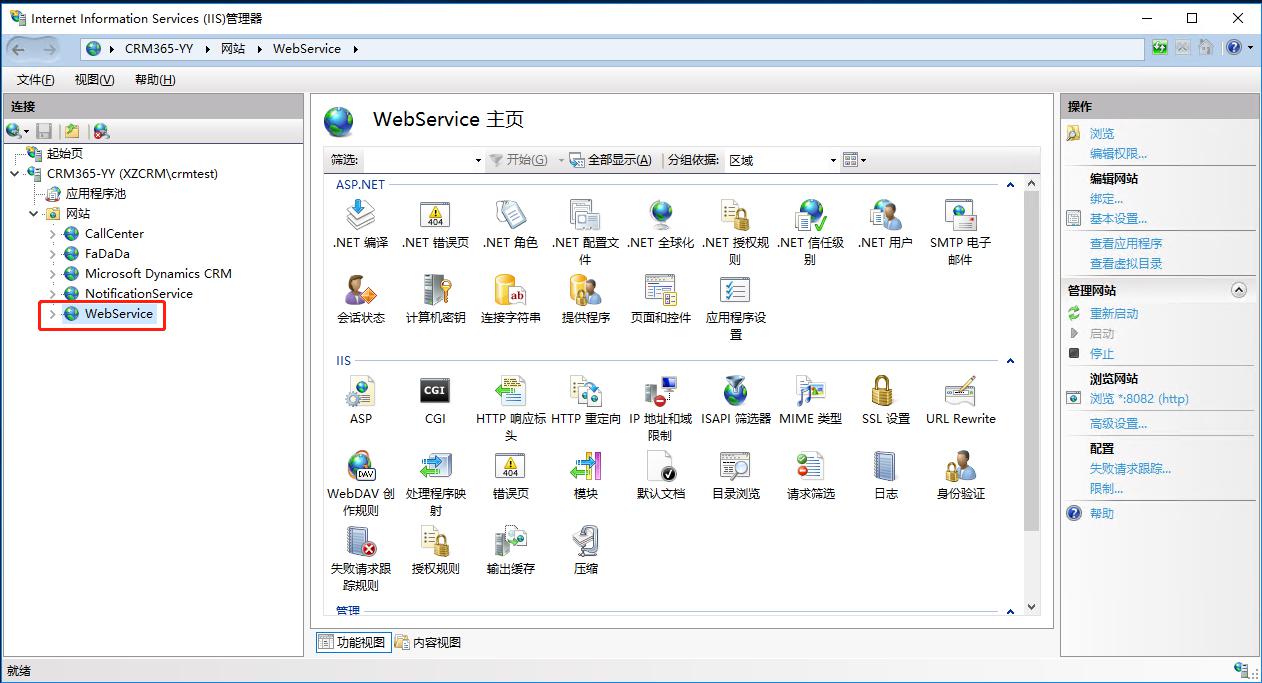 Internet Information Services (IIS)管理器
CRM365-YY
网站
WebService
文件(F)
视图(V)
帮助(H)
连接
起始页
CRM365-YY (XZCRM\crmtest)
应用程序池
网站
CallCenter
FaDaDa
Microsoft Dynamics CRM
NotificationService
WebService
WebService 主页
筛选:
开始(G)
全部显示(A)
分组依据:
区域
ASP.NET
.NET 编译
.NET 错误页
.NET 角色
.NET 配置文
件
.NET 全球化
.NET 授权规
则
.NET 信任级
别
.NET 用户
SMTP 电子
邮件
404
会话状态
计算机密钥
连接字符串
ab
提供程序
页面和控件
应用程序设
置
IIS
ASP
CGI
CGI
HTTP 响应标
头
HTTP 重定向
IP 地址和域
限制
ISAPI 筛选器
MIME 类型
SSL 设置
URL Rewrite
DAV
WebDAV 创
作规则
处理程序映
射
404
错误页
模块
默认文档
目录浏览
请求筛选
日志
身份验证
失败请求跟
踪规则
授权规则
输出缓存
压缩
管理
功能视图
内容视图
操作
浏览
编辑权限...
编辑网站
绑定...
基本设置...
查看应用程序
查看虚拟目录
管理网站
重新启动
启动
停止
浏览网站
浏览 *:8082 (http)
高级设置...
配置
失败请求跟踪...
限制...
帮助
就绪